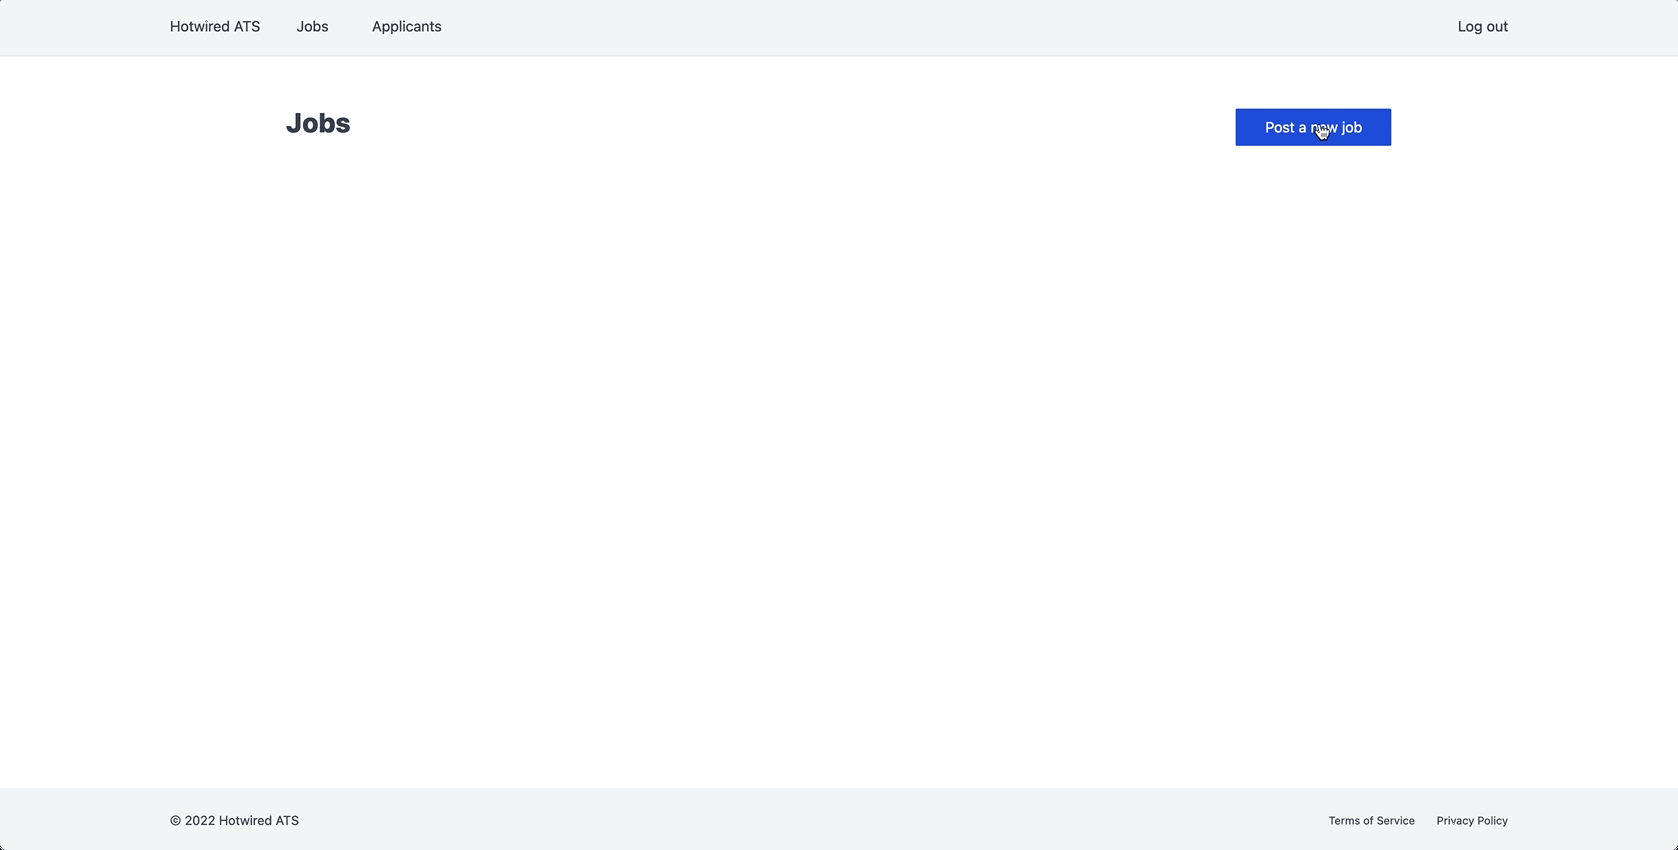 Hotwired ATS Jobs Applicants Log out
Jobs
Post a new job
© 2022 Hotwired ATS Terms of Service Privacy Policy